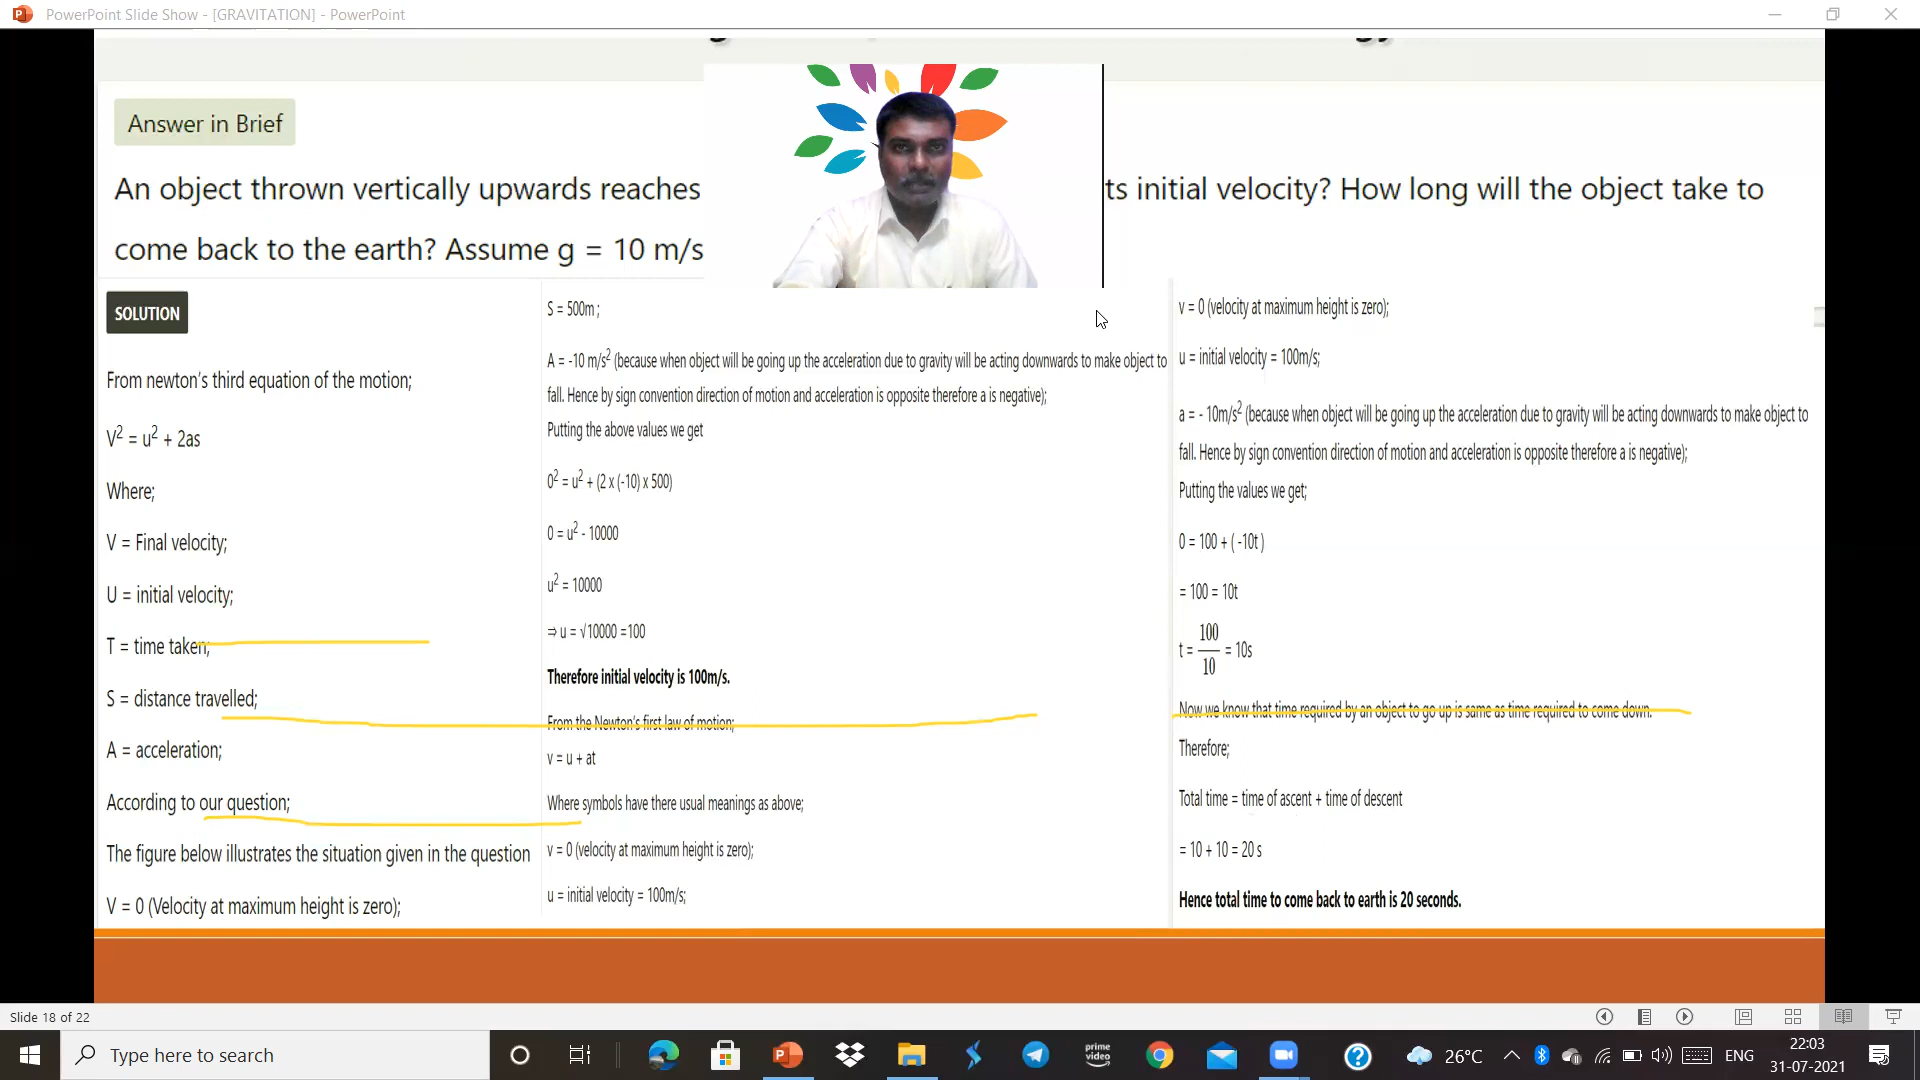 PowerPoint Slide Show - [GRAVITATION] - PowerPoint
Answer in Brief
An object thrown vertically upwards reaches ts initial velocity? How long will the object take to
come back to the earth? Assume g = 10 m/s
SOLUTION
From newton's third equation of the motion;
V² = u² + 2as
Where;
V = Final velocity;
U = initial velocity;
T = time taken;
S = distance travelled;
A = acceleration;
According to our question;
The figure below illustrates the situation given in the question
V = 0 (Velocity at maximum height is zero);
S = 500m ;
A = -10 m/s² (because when object will be going up the acceleration due to gravity will be acting downwards to make object to
fall. Hence by sign convention direction of motion and acceleration is opposite therefore a is negative);
Putting the above values we get
0² = u² + (2 x (-10) x 500)
0 = u² - 10000
u² = 10000
⇒ u = √10000 =100
Therefore initial velocity is 100m/s.
From the Newton's first law of motion;
v = u + at
Where symbols have there usual meanings as above;
v = 0 (velocity at maximum height is zero);
u = initial velocity = 100m/s;
v = 0 (velocity at maximum height is zero);
u = initial velocity = 100m/s;
a = - 10m/s² (because when object will be going up the acceleration due to gravity will be acting downwards to make object to
fall. Hence by sign convention direction of motion and acceleration is opposite therefore a is negative);
Putting the values we get;
0 = 100 + ( -10t )
= 100 = 10t
t = 100/10 = 10s
Now we know that time required by an object to go up is same as time required to come down.
Therefore;
Total time = time of ascent + time of descent
= 10 + 10 = 20 s
Hence total time to come back to earth is 20 seconds.
Slide 18 of 22
Type here to search
prime video
26°C
ENG
22:03
31-07-2021